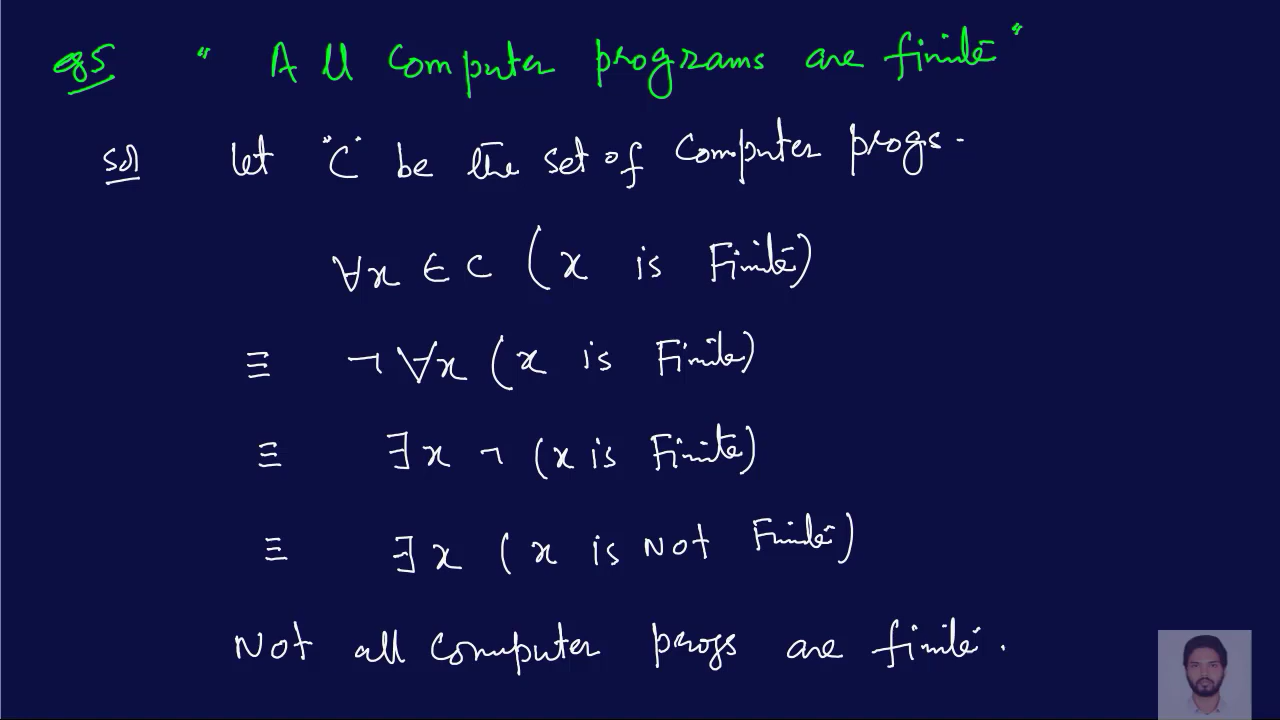 eg5 " All Computer programs are finite "
Sol Let "C" be the set of Computer progs.
∀x ∈ C ( x is Finite)
≡ ¬ ∀x ( x is Finite)
≡ ∃x ¬ (x is Finite)
≡ ∃x ( x is Not Finite)
Not all computer progs are finite.